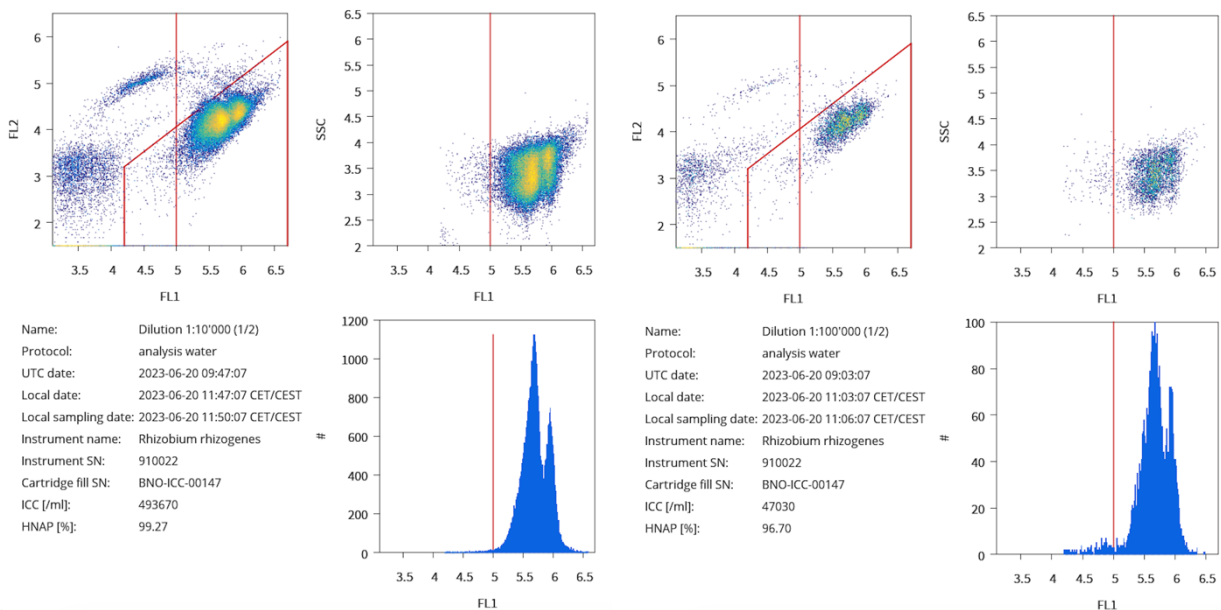 6.5
6
5
4
3
2
FL2
3.5 4 4.5 5 5.5 6 6.5
FL1
6.5
6
5.5
5
4.5
4
3.5
3
2.5
2
SSC
3.5 4 4.5 5 5.5 6 6.5
FL1
6.5
6
5
4
3
2
FL2
3.5 4 4.5 5 5.5 6 6.5
FL1
6.5
6
5.5
5
4.5
4
3.5
3
2.5
2
SSC
3.5 4 4.5 5 5.5 6 6.5
FL1
Name: Dilution 1:10'000 (1/2)
Protocol: analysis water
UTC date: 2023-06-20 09:47:07
Local date: 2023-06-20 11:47:07 CET/CEST
Local sampling date: 2023-06-20 11:50:07 CET/CEST
Instrument name: Rhizobium rhizogenes
Instrument SN: 910022
Cartridge fill SN: BNO-ICC-00147
ICC [/ml]: 493670
HNAP [%]: 99.27
1200
1000
800
600
400
200
0
#
3.5 4 4.5 5 5.5 6 6.5
FL1
Name: Dilution 1:100'000 (1/2)
Protocol: analysis water
UTC date: 2023-06-20 09:03:07
Local date: 2023-06-20 11:03:07 CET/CEST
Local sampling date: 2023-06-20 11:06:07 CET/CEST
Instrument name: Rhizobium rhizogenes
Instrument SN: 910022
Cartridge fill SN: BNO-ICC-00147
ICC [/ml]: 47030
HNAP [%]: 96.70
100
80
60
40
20
0
#
3.5 4 4.5 5 5.5 6 6.5
FL1